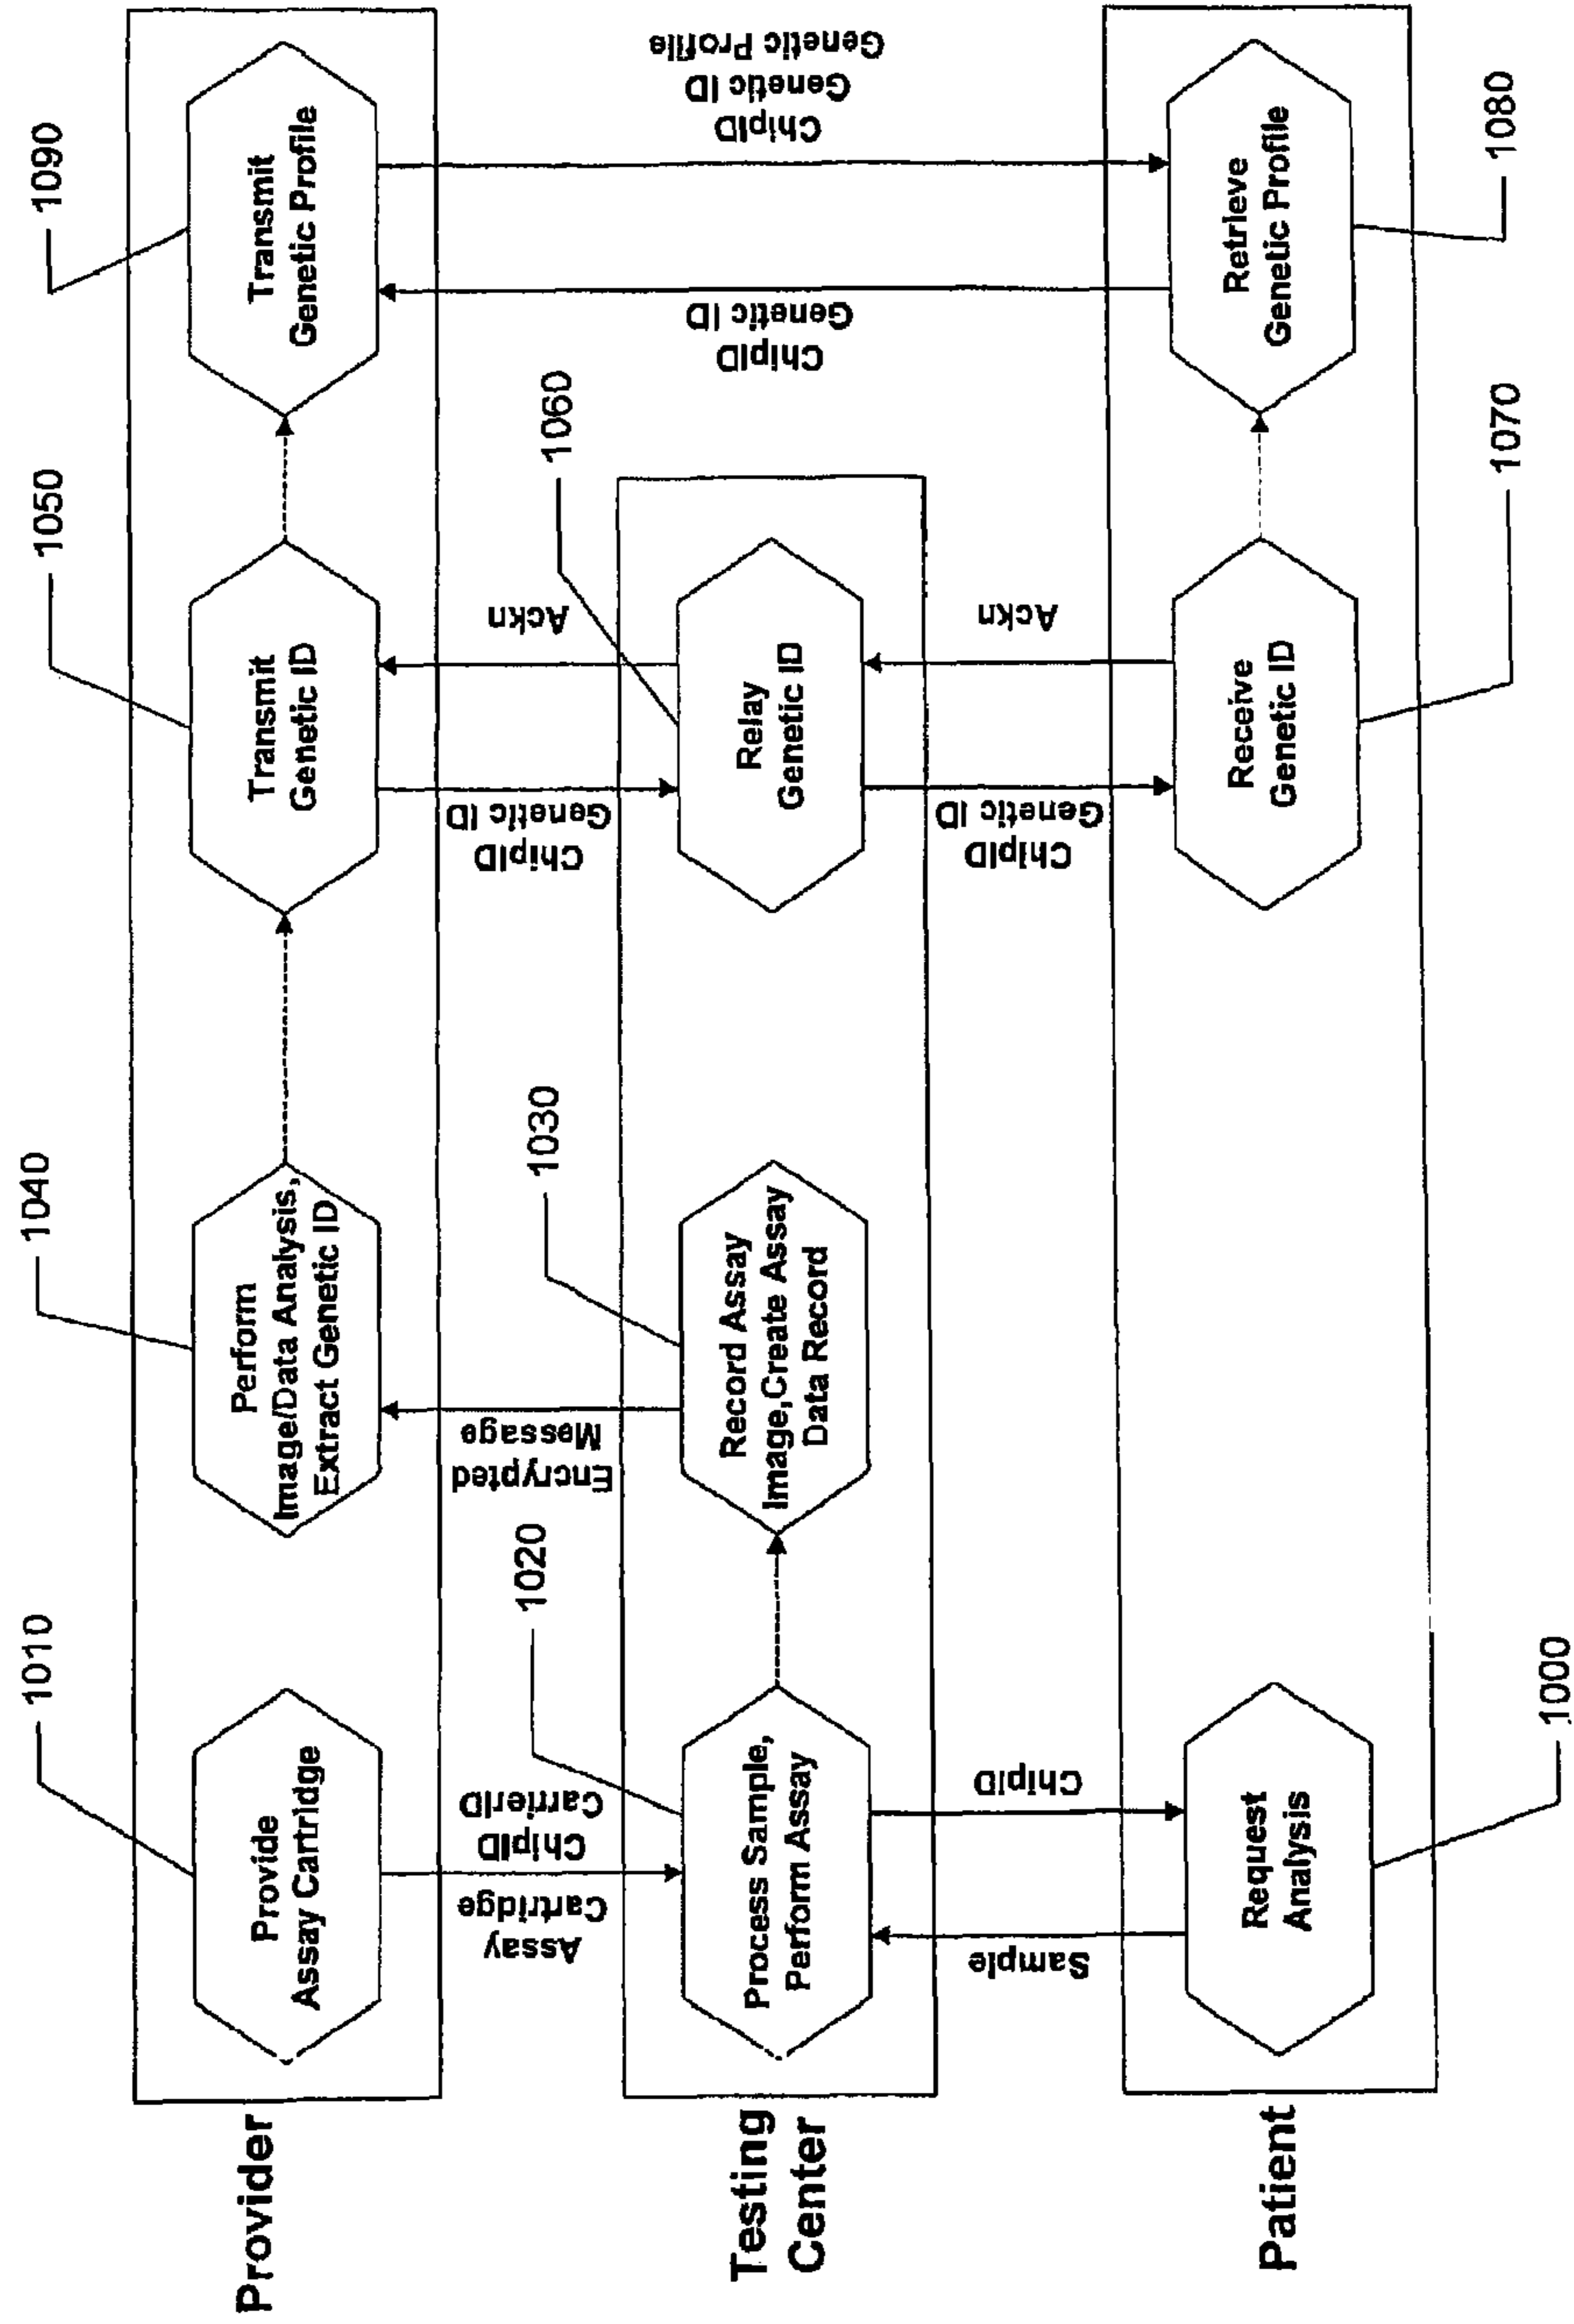 Provider
1010
Provide
Assay Cartridge
1040
Perform
Image/Data Analysis,
Extract Genetic ID
1050
Transmit
Genetic ID
1090
Transmit
Genetic Profile
Assay
Cartridge
ChipID
CarrierID
Encrypted
Message
ChipID
Genetic ID
Ackn
ChipID
Genetic ID
ChipID
Genetic ID
Genetic Profile
Testing
Center
1020
Process Sample,
Perform Assay
1030
Record Assay
Image,Create Assay
Data Record
1060
Relay
Genetic ID
Sample
ChipID
ChipID
Genetic ID
Ackn
Patient
Request
Analysis
1000
Receive
Genetic ID
1070
Retrieve
Genetic Profile
1080